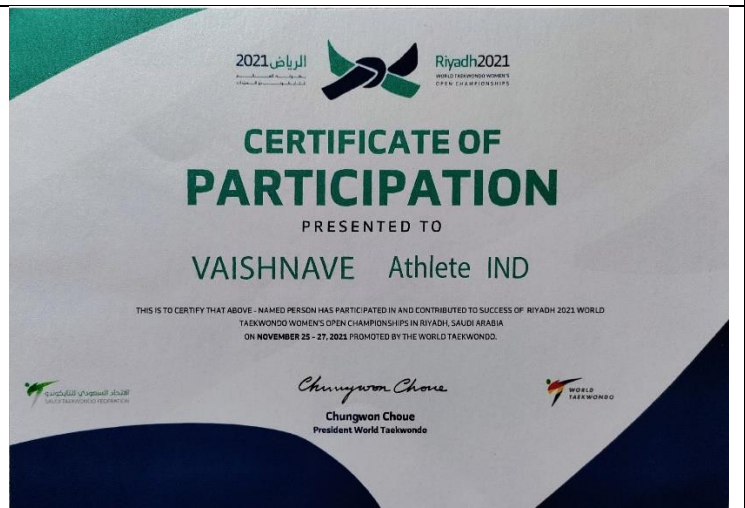 الرياض2021
Riyadh2021
WORLD TAEKWONDO WOMEN'S
OPEN CHAMPIONSHIPS
CERTIFICATE OF
PARTICIPATION
PRESENTED TO
VAISHNAVE Athlete IND
THIS IS TO CERTIFY THAT ABOVE - NAMED PERSON HAS PARTICIPATED IN AND CONTRIBUTED TO SUCCESS OF RIYADH 2021 WORLD
TAEKWONDO WOMEN'S OPEN CHAMPIONSHIPS IN RIYADH, SAUDI ARABIA
ON NOVEMBER 25 - 27, 2021 PROMOTED BY THE WORLD TAEKWONDO.
الاتحاد السعودي للتايكوندو
SAUDI TAEKWONDO FEDERATION
Chungwon Choue
Chungwon Choue
President World Taekwondo
WORLD
TAEKWONDO